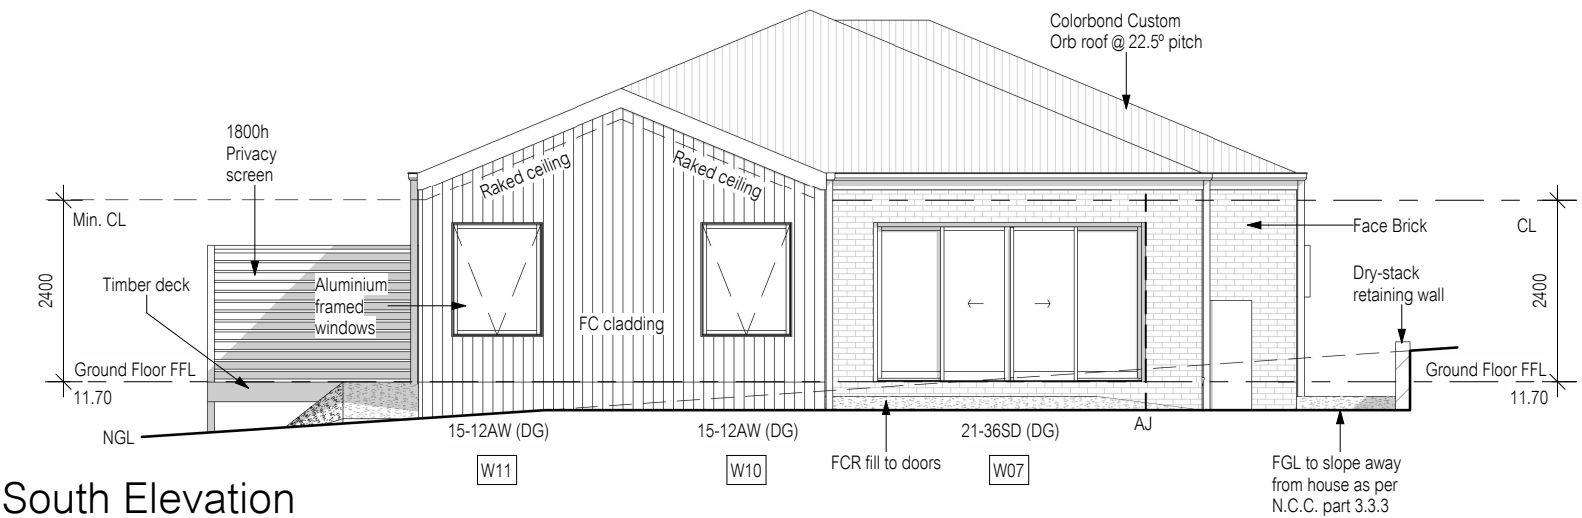 Colorbond Custom
Orb roof @ 22.5º pitch
1800h
Privacy
screen
Raked ceiling
Raked ceiling
Min. CL
CL
Face Brick
2400
2400
Timber deck
Aluminium
framed
windows
FC cladding
Dry-stack
retaining wall
Ground Floor FFL
11.70
Ground Floor FFL
11.70
NGL
15-12AW (DG)
W11
15-12AW (DG)
W10
FCR fill to doors
21-36SD (DG)
W07
AJ
FGL to slope away
from house as per
N.C.C. part 3.3.3
South Elevation